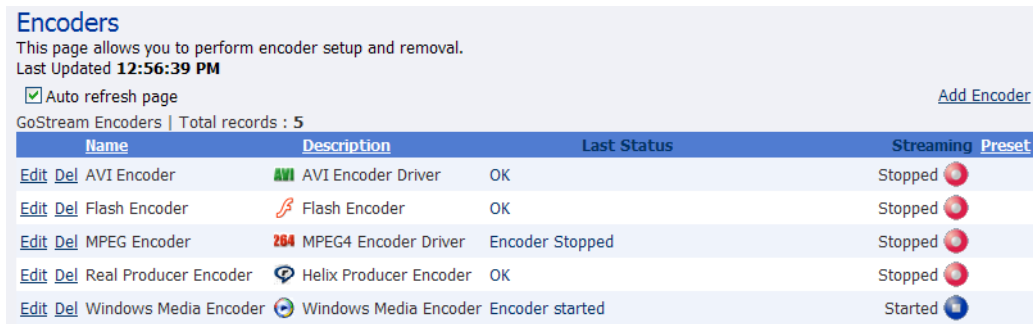 Encoders
This page allows you to perform encoder setup and removal.
Last Updated 12:56:39 PM
Auto refresh page Add Encoder
GoStream Encoders | Total records : 5
Name Description Last Status Streaming Preset
Edit Del AVI Encoder AVI AVI Encoder Driver OK Stopped
Edit Del Flash Encoder Flash Encoder OK Stopped
Edit Del MPEG Encoder 264 MPEG4 Encoder Driver Encoder Stopped Stopped
Edit Del Real Producer Encoder Helix Producer Encoder OK Stopped
Edit Del Windows Media Encoder Windows Media Encoder Encoder started Started